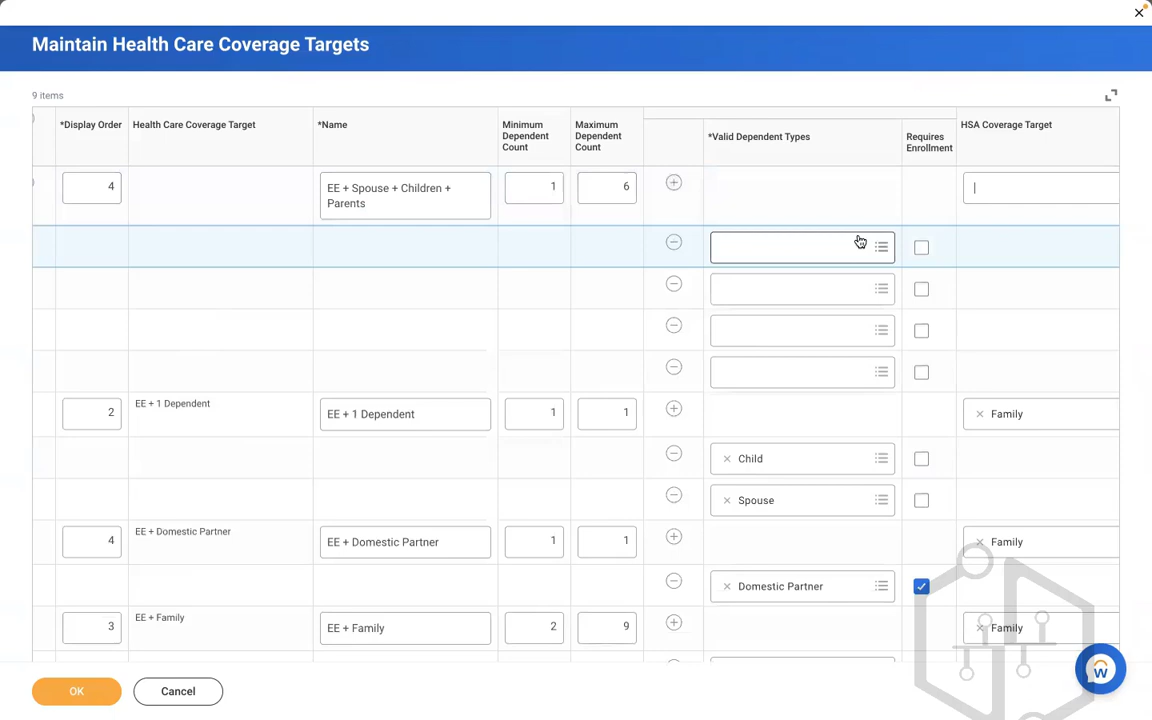 Maintain Health Care Coverage Targets
9 items
*Display Order
Health Care Coverage Target
*Name
Minimum
Dependent
Count
Maximum
Dependent
Count
*Valid Dependent Types
Requires
Enrollment
HSA Coverage Target
4
EE + Spouse + Children +
Parents
1
6
2
EE + 1 Dependent
EE + 1 Dependent
1
1
Family
Child
Spouse
4
EE + Domestic Partner
EE + Domestic Partner
1
1
Family
Domestic Partner
3
EE + Family
EE + Family
2
9
Family
OK
Cancel
W